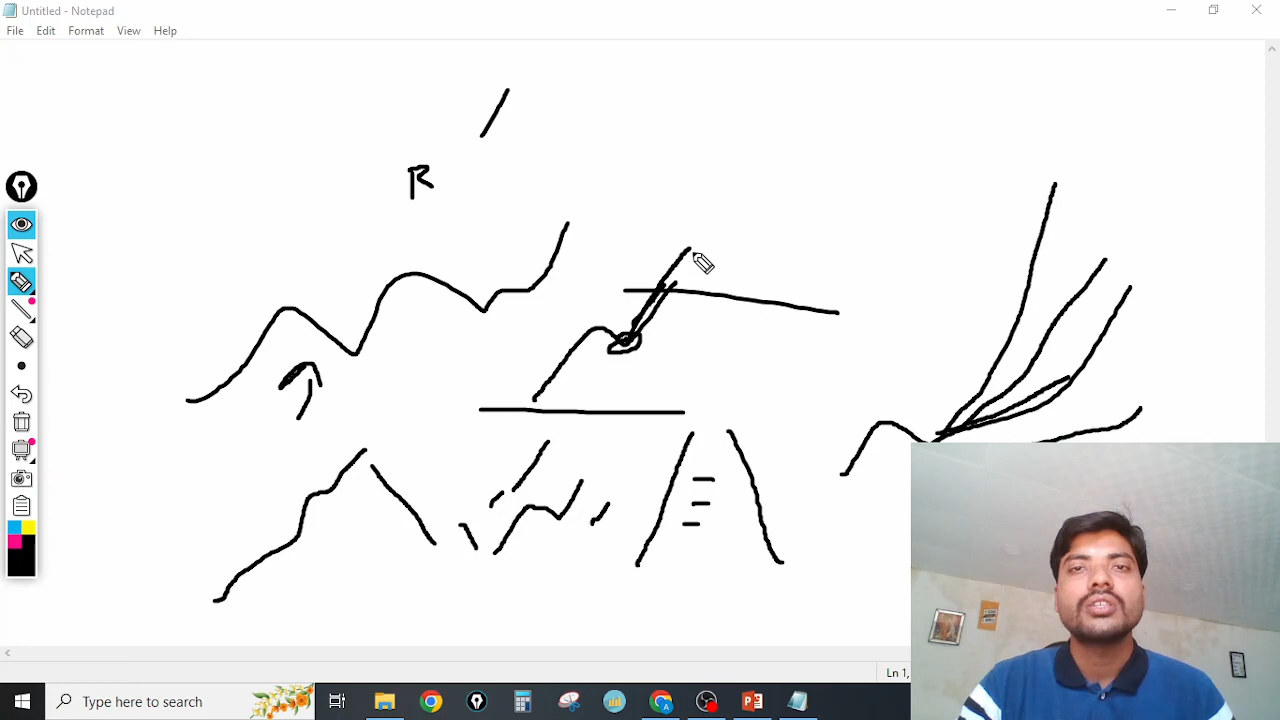 Untitled - Notepad
File Edit Format View Help
R
Ln 1,
Type here to search